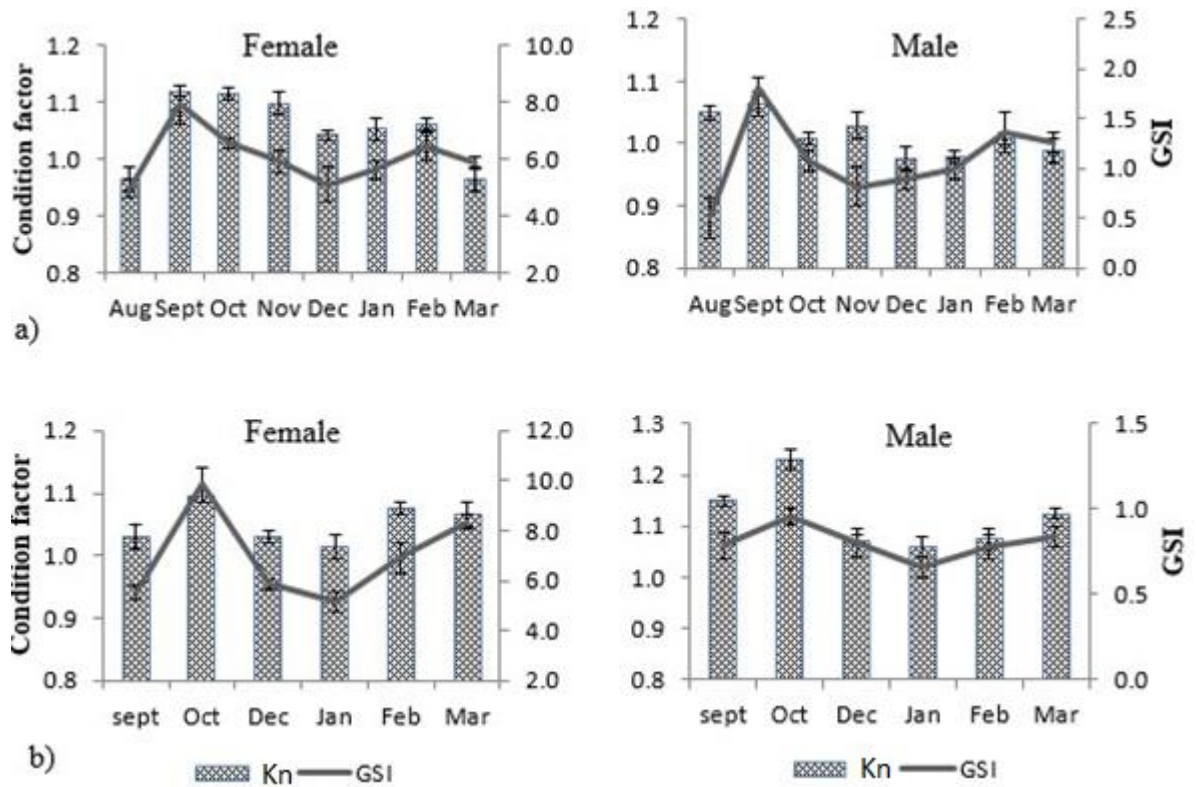 Female
Condition factor
1.2
1.1
1.0
0.9
0.8
10.0
8.0
6.0
4.0
2.0
Aug Sept Oct Nov Dec Jan Feb Mar
Male
1.2
1.1
1.0
0.9
0.8
2.5
2.0
1.5
1.0
0.5
0.0
GSI
Aug Sept Oct Nov Dec Jan Feb Mar
a)
Female
Condition factor
1.2
1.1
1.0
0.9
0.8
12.0
10.0
8.0
6.0
4.0
2.0
sept Oct Dec Jan Feb Mar
Male
1.3
1.2
1.1
1.0
0.9
0.8
1.5
1.0
0.5
0.0
GSI
sept Oct Dec Jan Feb Mar
b)
Kn GSI
Kn GSI